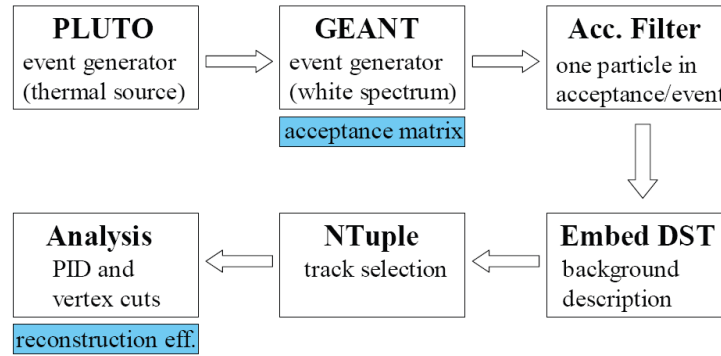 PLUTO
event generator
(thermal source)
GEANT
event generator
(white spectrum)
acceptance matrix
Acc. Filter
one particle in
acceptance/event
Analysis
PID and
vertex cuts
reconstruction eff.
NTuple
track selection
Embed DST
background
description